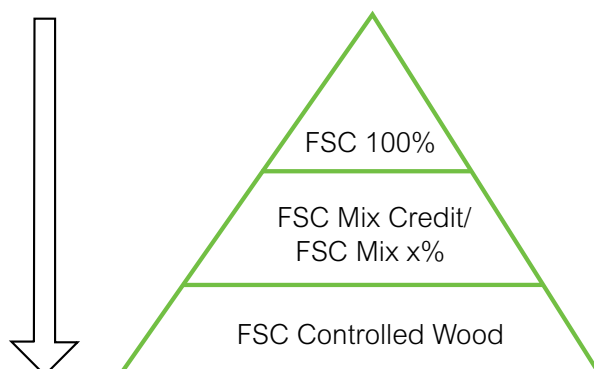 FSC 100%
FSC Mix Credit/
FSC Mix x%
FSC Controlled Wood